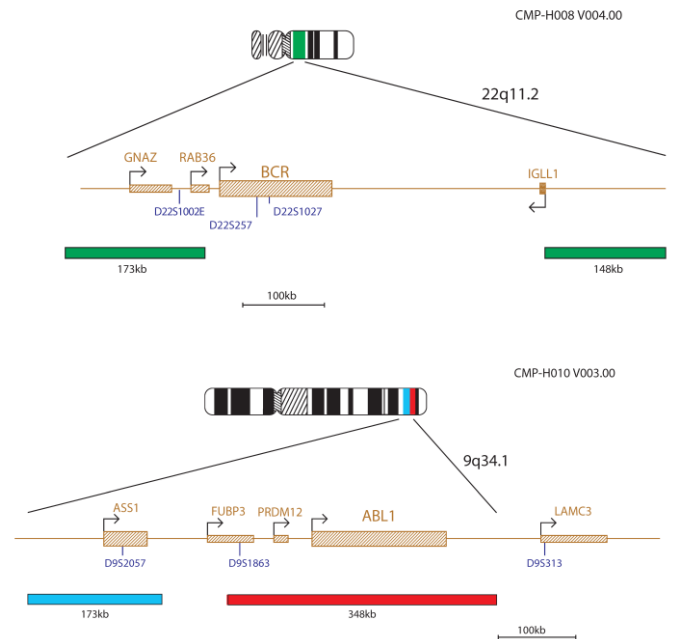 CMP-H008 V004.00
22q11.2
GNAZ RAB36 BCR IGLL1
D22S1002E
D22S257
D22S1027
173kb
148kb
100kb
CMP-H010 V003.00
9q34.1
ASS1 FUBP3 PRDM12 ABL1 LAMC3
D9S2057 D9S1863 D9S313
173kb
348kb
100kb